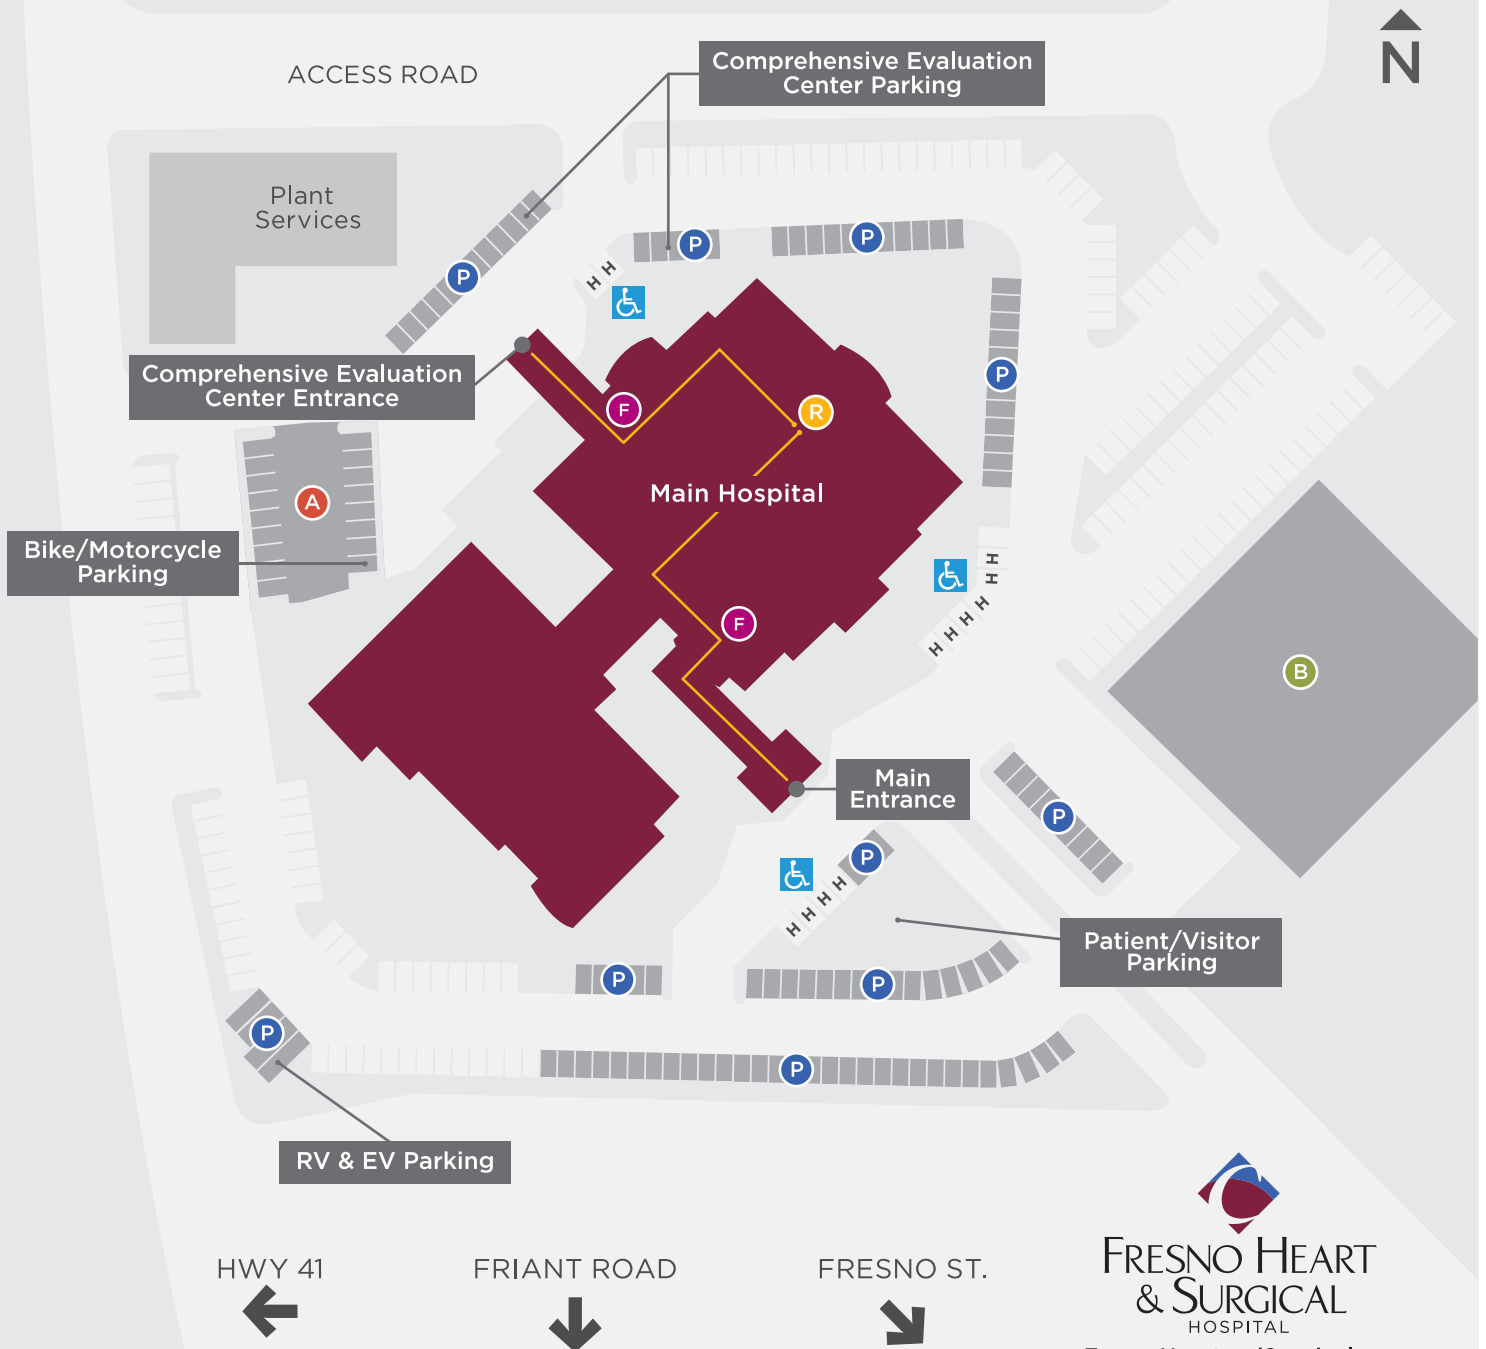 ACCESS ROAD
Comprehensive Evaluation
Center Parking
N
Plant
Services
P
P
P
H
H
P
Comprehensive Evaluation
Center Entrance
F
R
Main Hospital
A
Bike/Motorcycle
Parking
H
H
H
H
H
H
F
B
Main
Entrance
P
P
H
H
H
H
Patient/Visitor
Parking
P
P
P
P
RV & EV Parking
HWY 41
FRIANT ROAD
FRESNO ST.
FRESNO HEART
& SURGICAL
HOSPITAL